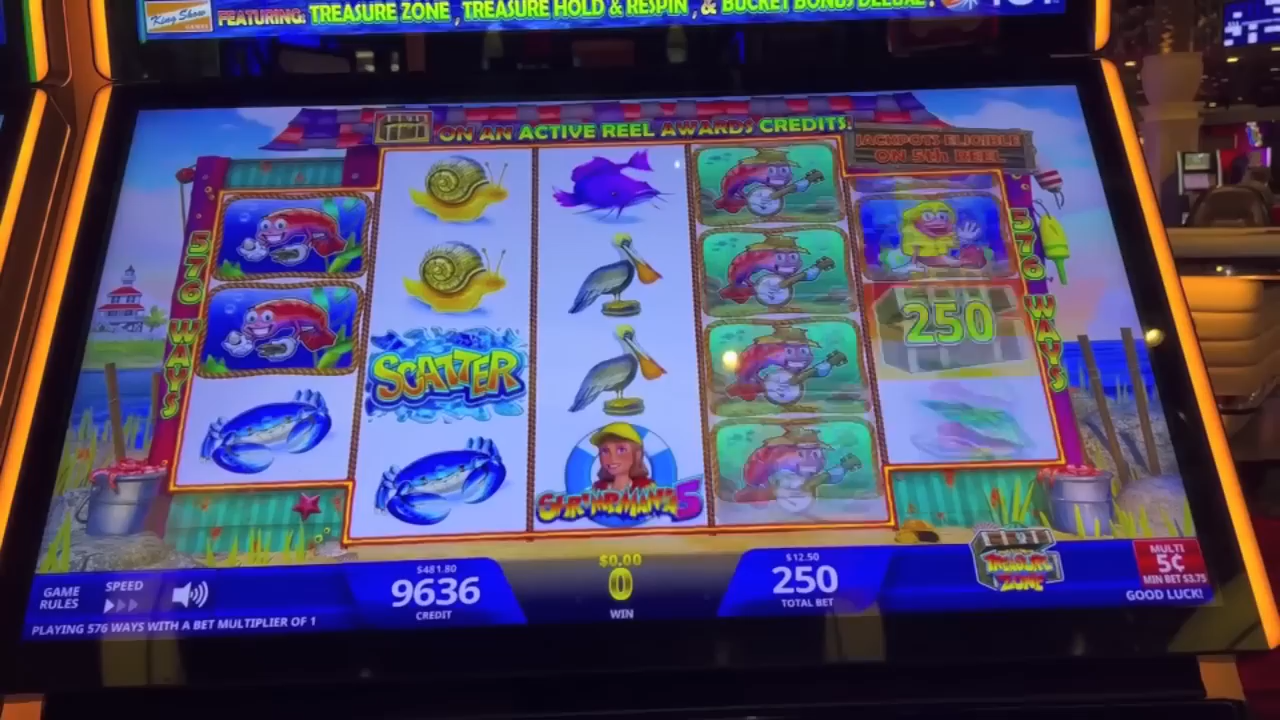 King Show
GAMES
FEATURING: TREASURE ZONE, TREASURE HOLD & RESPIN, & BUCKET BONUS DELUXE!
ON AN ACTIVE REEL AWARDS CREDITS.
JACKPOTS ELIGIBLE
ON 5th REEL
576 WAYS
576 WAYS
250
SCATTER
SHRIMPMANIA 5
GAME
RULES
SPEED
$481.80
9636
CREDIT
$0.00
0
WIN
$12.50
250
TOTAL BET
TREASURE
ZONE
MULTI
5¢
MIN BET $3.75
GOOD LUCK!
PLAYING 576 WAYS WITH A BET MULTIPLIER OF 1